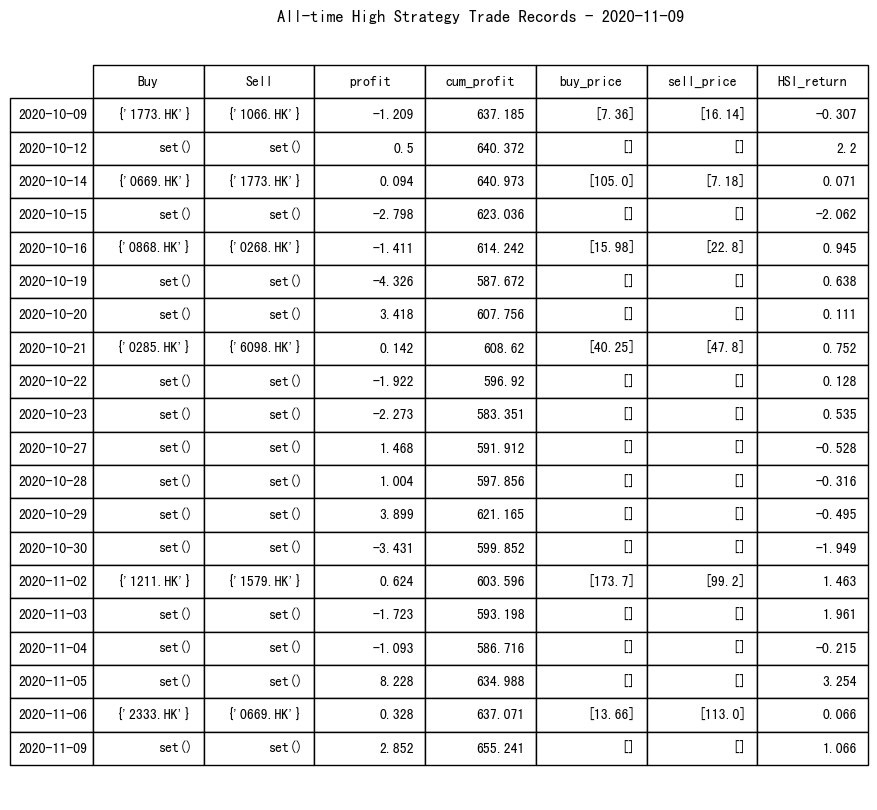 All-time High Strategy Trade Records - 2020-11-09
Buy Sell profit cum_profit buy_price sell_price HSI_return
2020-10-09 {'1773.HK'} {'1066.HK'} -1.209 637.185 [7.36] [16.14] -0.307
2020-10-12 set() set() 0.5 640.372 [] [] 2.2
2020-10-14 {'0669.HK'} {'1773.HK'} 0.094 640.973 [105.0] [7.18] 0.071
2020-10-15 set() set() -2.798 623.036 [] [] -2.062
2020-10-16 {'0868.HK'} {'0268.HK'} -1.411 614.242 [15.98] [22.8] 0.945
2020-10-19 set() set() -4.326 587.672 [] [] 0.638
2020-10-20 set() set() 3.418 607.756 [] [] 0.111
2020-10-21 {'0285.HK'} {'6098.HK'} 0.142 608.62 [40.25] [47.8] 0.752
2020-10-22 set() set() -1.922 596.92 [] [] 0.128
2020-10-23 set() set() -2.273 583.351 [] [] 0.535
2020-10-27 set() set() 1.468 591.912 [] [] -0.528
2020-10-28 set() set() 1.004 597.856 [] [] -0.316
2020-10-29 set() set() 3.899 621.165 [] [] -0.495
2020-10-30 set() set() -3.431 599.852 [] [] -1.949
2020-11-02 {'1211.HK'} {'1579.HK'} 0.624 603.596 [173.7] [99.2] 1.463
2020-11-03 set() set() -1.723 593.198 [] [] 1.961
2020-11-04 set() set() -1.093 586.716 [] [] -0.215
2020-11-05 set() set() 8.228 634.988 [] [] 3.254
2020-11-06 {'2333.HK'} {'0669.HK'} 0.328 637.071 [13.66] [113.0] 0.066
2020-11-09 set() set() 2.852 655.241 [] [] 1.066